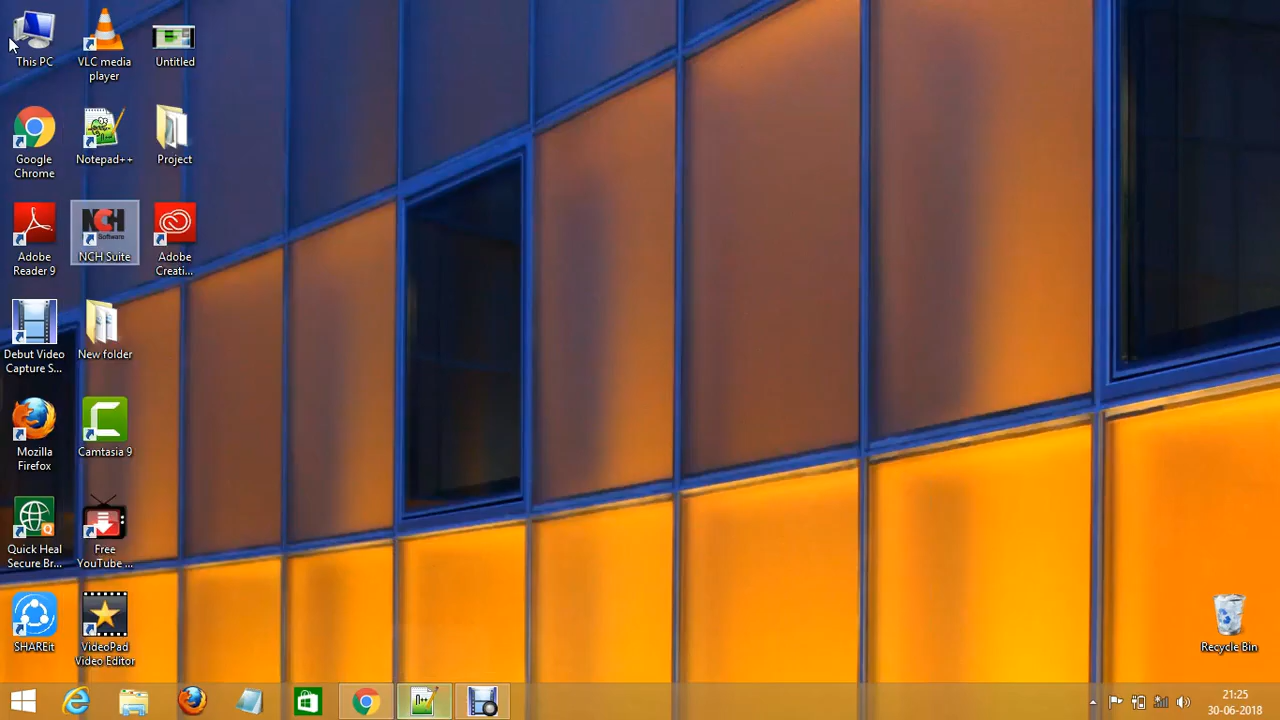 This PC
VLC media
player
Untitled
Google
Chrome
Notepad++
Project
Adobe
Reader 9
NCH
Software
NCH Suite
Adobe
Creati...
Debut Video
Capture S...
New folder
Mozilla
Firefox
Camtasia 9
Quick Heal
Secure Br...
Free
YouTube ...
SHAREit
VideoPad
Video Editor
Recycle Bin
21:25
30-06-2018